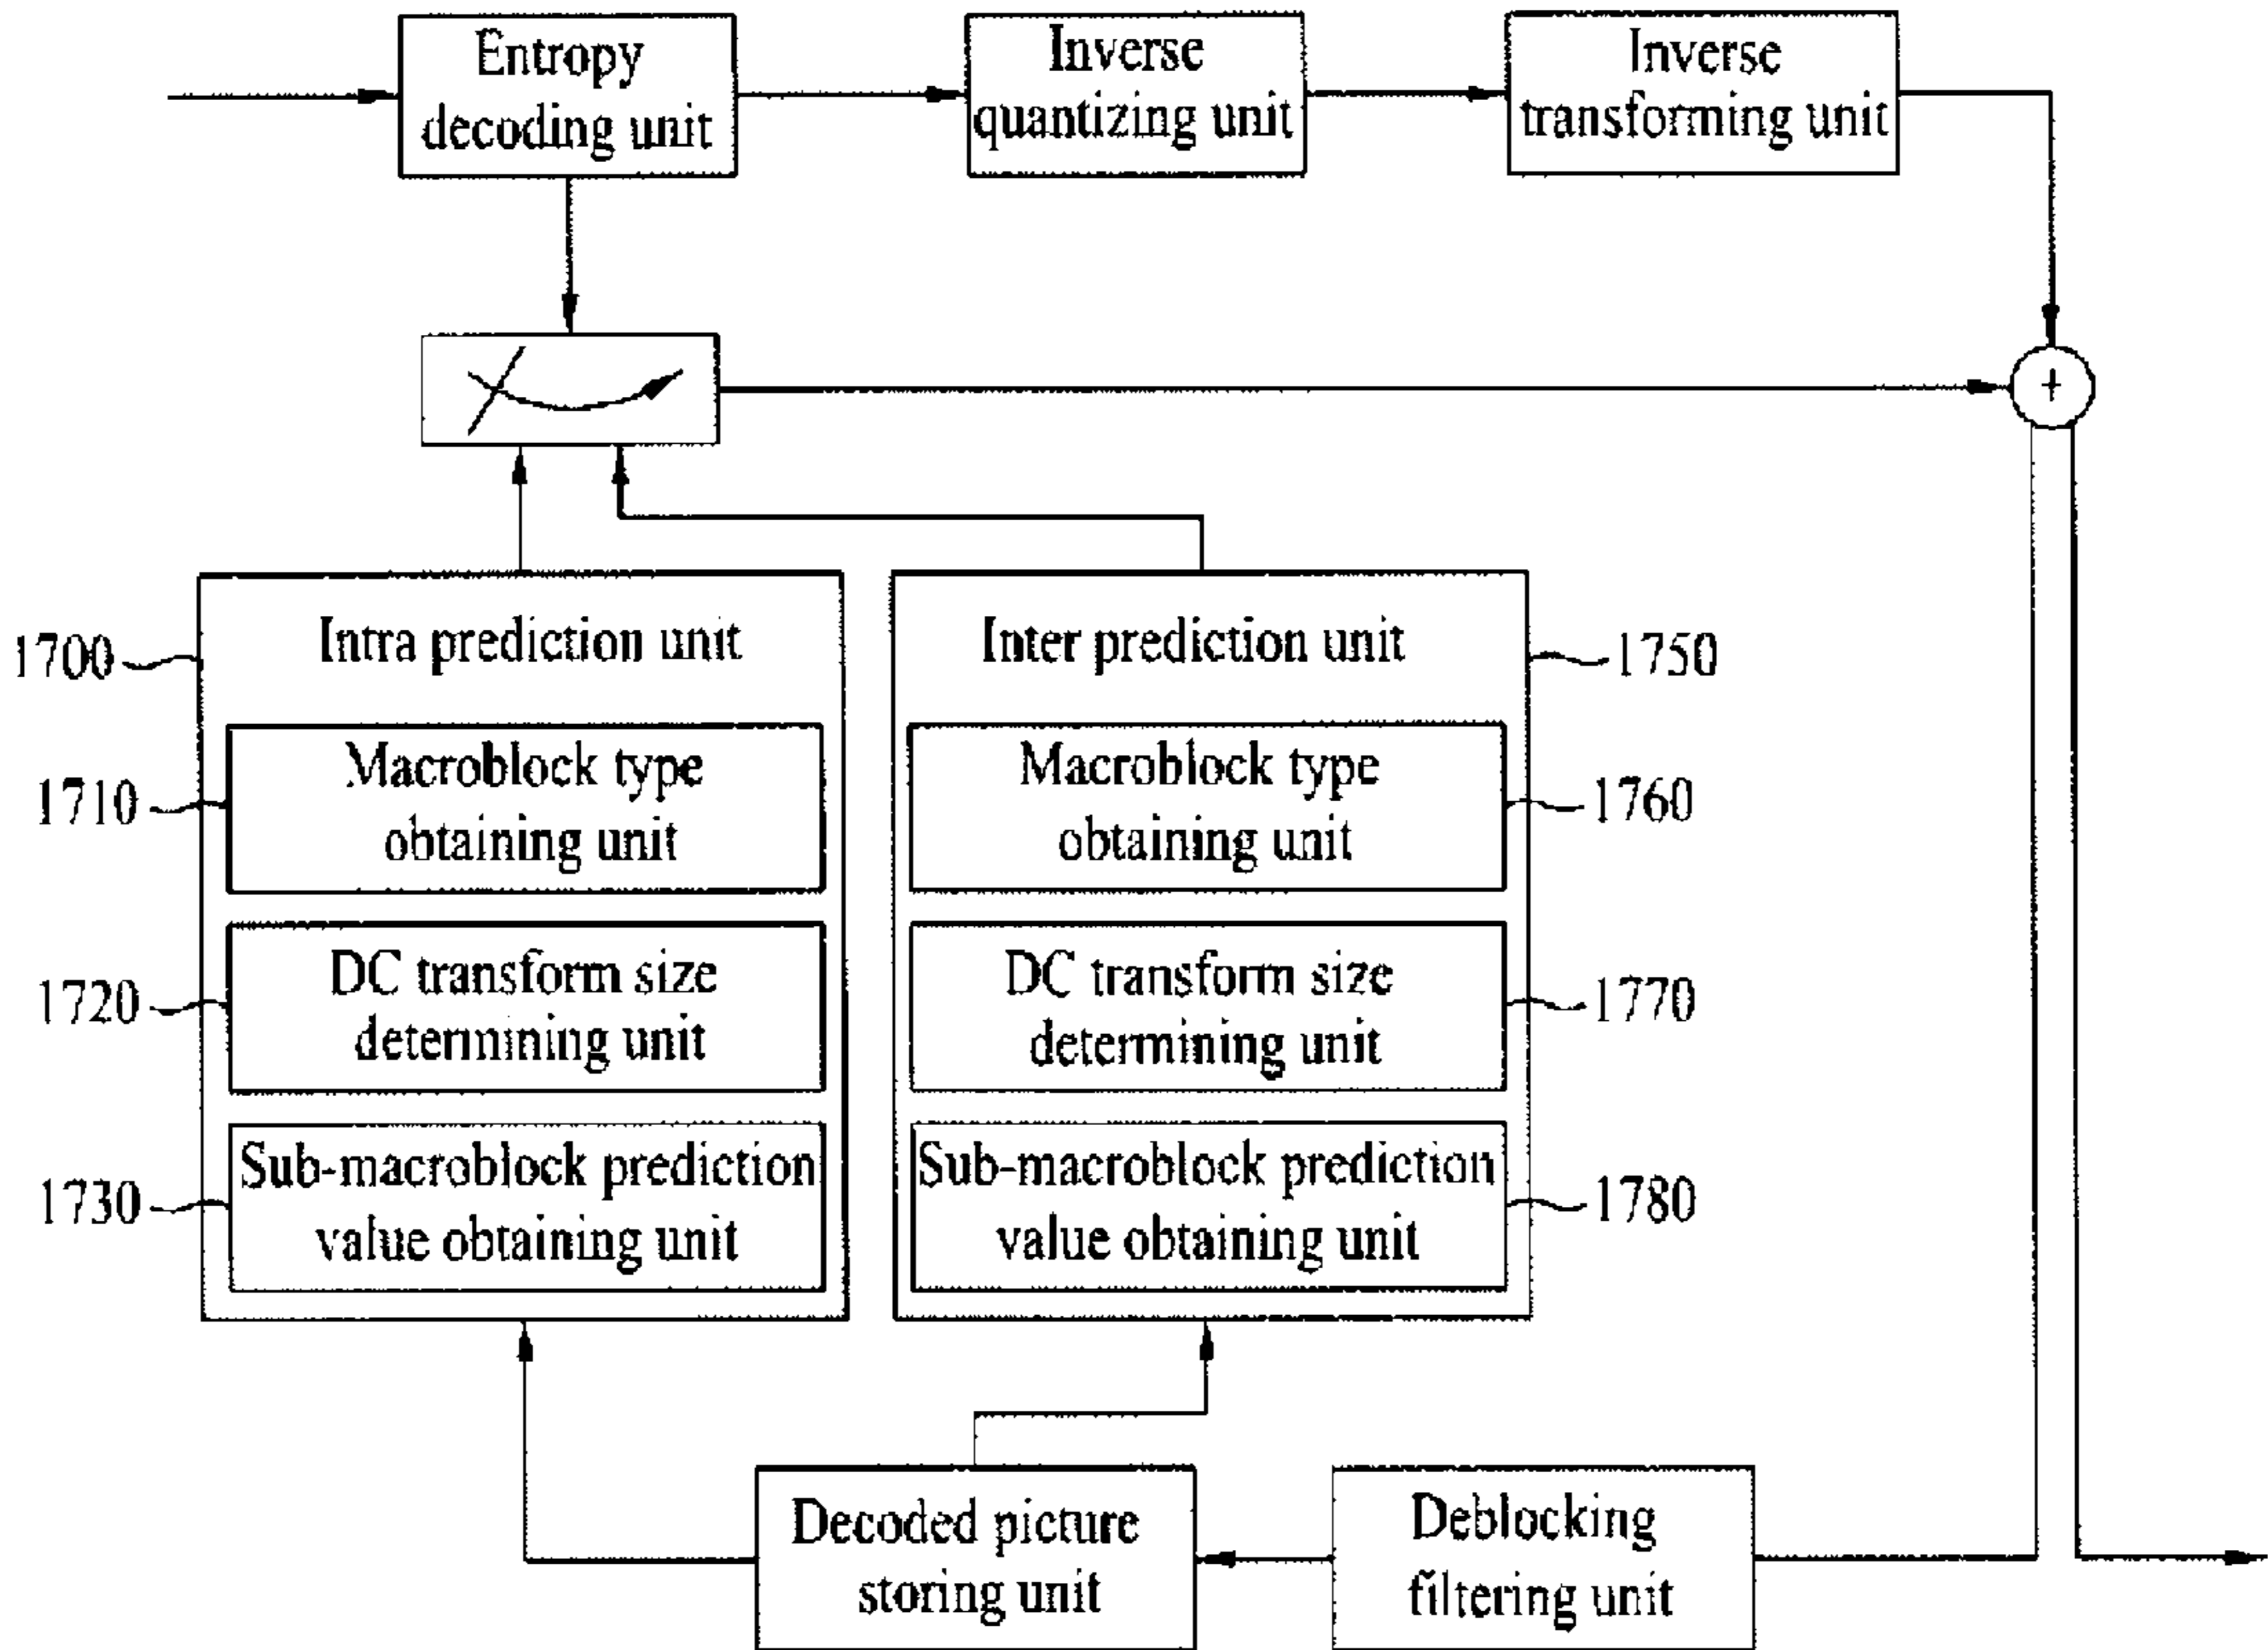 Entropy
decoding unit
Inverse
quantizing unit
Inverse
transforming unit
+
1700
Intra prediction unit
Inter prediction unit
1750
1710
Macroblock type
obtaining unit
Macroblock type
obtaining unit
1760
1720
DC transform size
determining unit
DC transform size
determining unit
1770
1730
Sub-macroblock prediction
value obtaining unit
Sub-macroblock prediction
value obtaining unit
1780
Decoded picture
storing unit
Deblocking
filtering unit